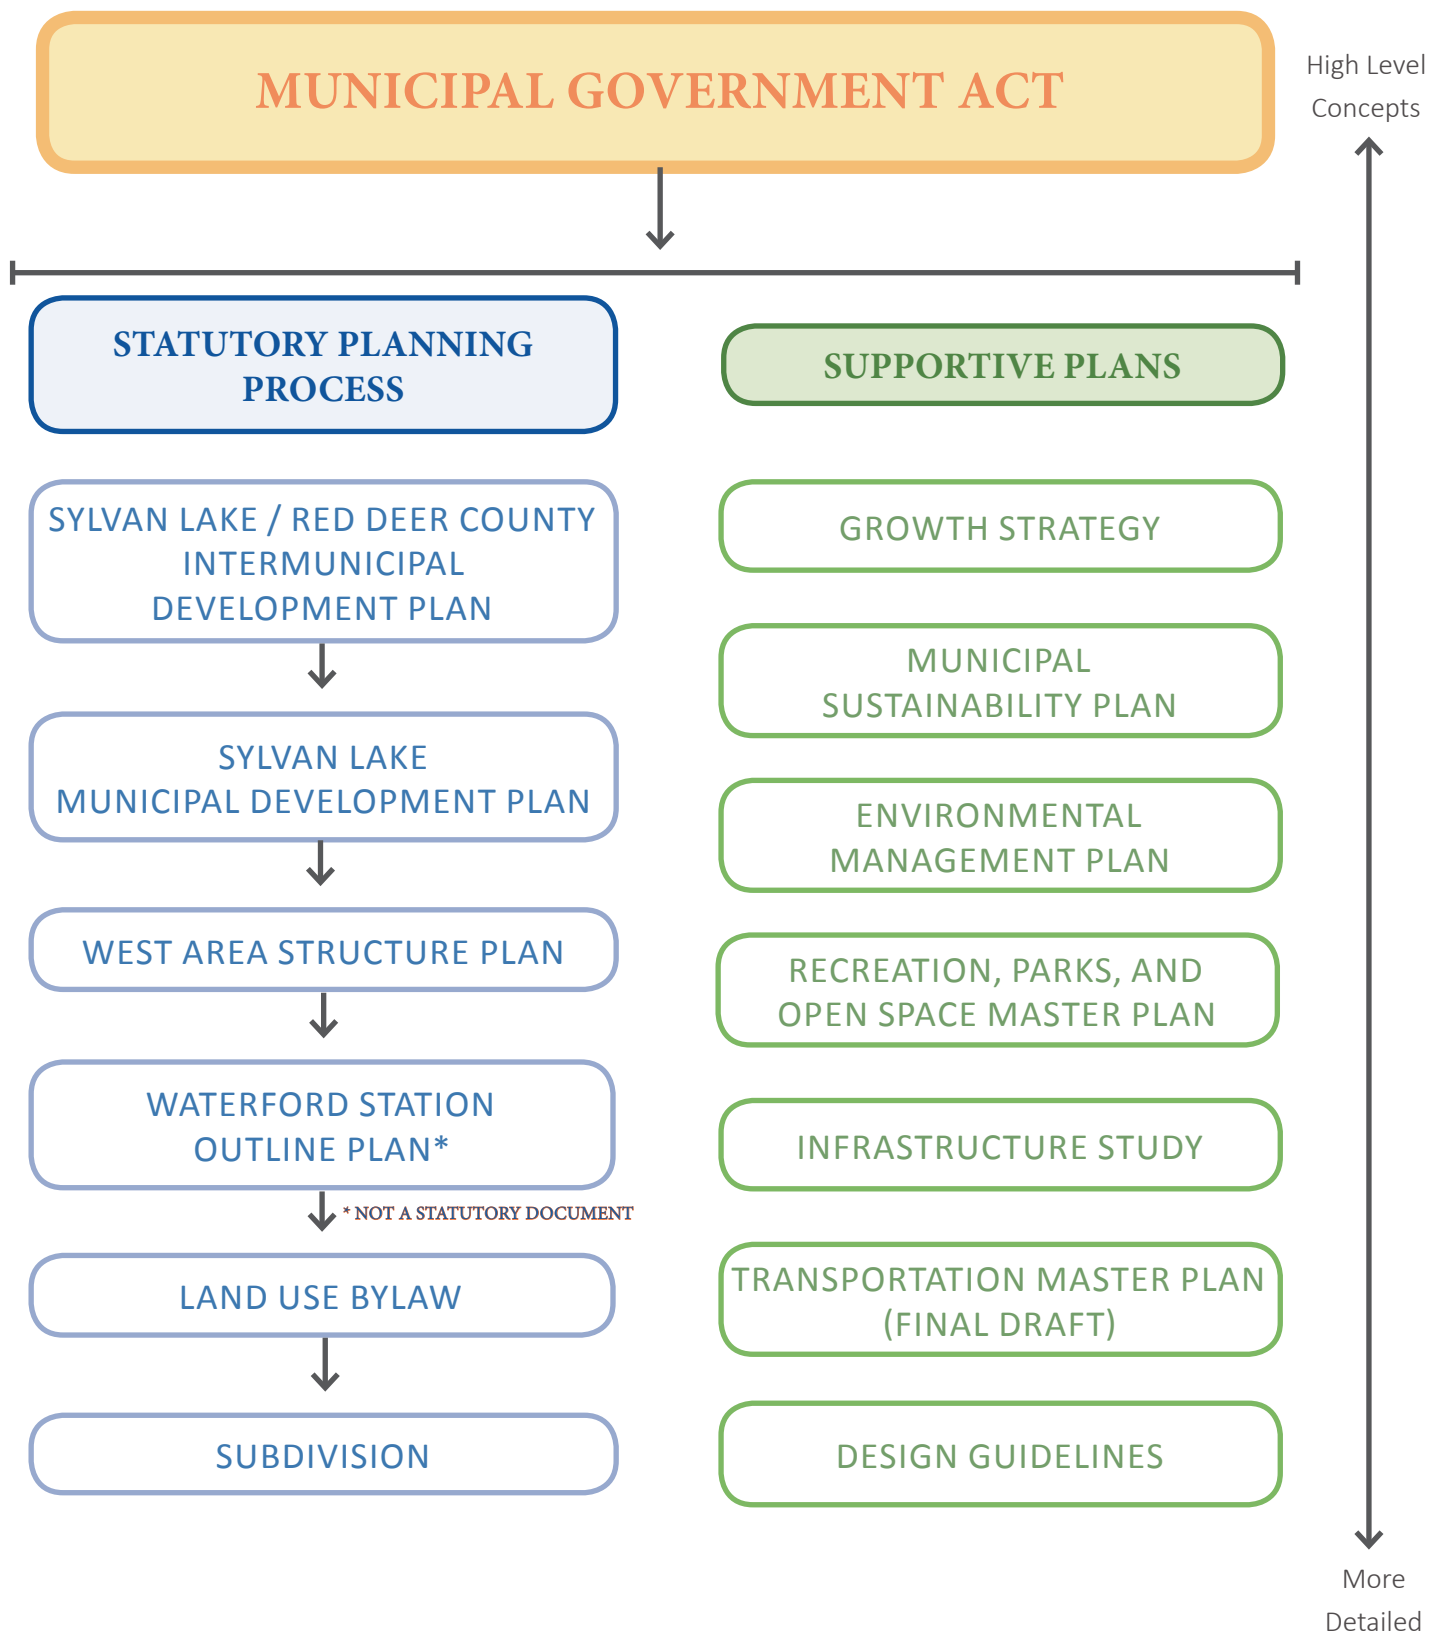 MUNICIPAL GOVERNMENT ACT
High Level
Concepts
STATUTORY PLANNING
PROCESS
SYLVAN LAKE / RED DEER COUNTY
INTERMUNICIPAL
DEVELOPMENT PLAN
SYLVAN LAKE
MUNICIPAL DEVELOPMENT PLAN
WEST AREA STRUCTURE PLAN
WATERFORD STATION
OUTLINE PLAN*
* NOT A STATUTORY DOCUMENT
LAND USE BYLAW
SUBDIVISION
SUPPORTIVE PLANS
GROWTH STRATEGY
MUNICIPAL
SUSTAINABILITY PLAN
ENVIRONMENTAL
MANAGEMENT PLAN
RECREATION, PARKS, AND
OPEN SPACE MASTER PLAN
INFRASTRUCTURE STUDY
TRANSPORTATION MASTER PLAN
(FINAL DRAFT)
DESIGN GUIDELINES
More
Detailed